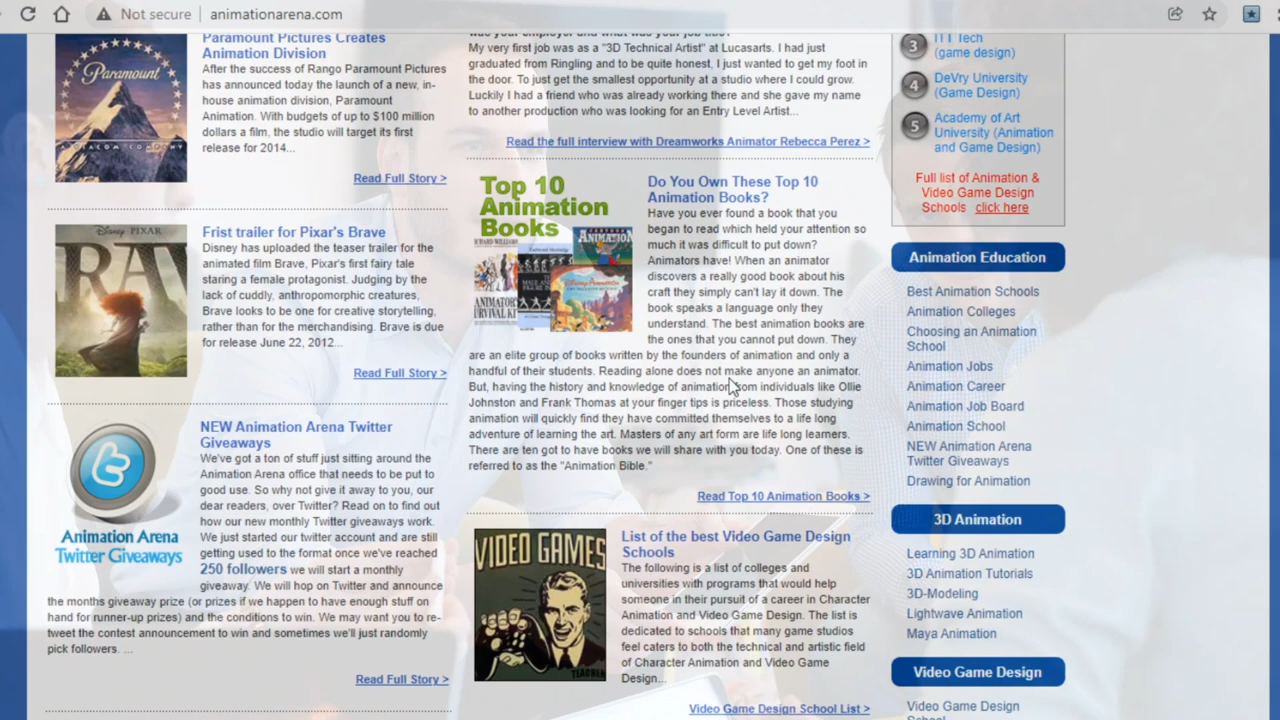 Not secure
animationarena.com
Paramount Pictures Creates
Animation Division
After the success of Rango Paramount Pictures
has announced today the launch of a new, in-
house animation division, Paramount
Animation. With budgets of up to $100 million
dollars a film, the studio will target its first
release for 2014...
Read Full Story >
Paramount
A VIACOM COMPANY
Frist trailer for Pixar's Brave
Disney has uploaded the teaser trailer for the
animated film Brave, Pixar's first fairy tale
staring a female protagonist. Judging by the
lack of cuddly, anthropomorphic creatures,
Brave looks to be one for creative storytelling,
rather than for the merchandising. Brave is due
for release June 22, 2012...
Read Full Story >
Disney PIXAR
BRAV
NEW Animation Arena Twitter
Giveaways
We've got a ton of stuff just sitting around the
Animation Arena office that needs to be put to
good use. So why not give it away to you, our
dear readers, over Twitter? Read on to find out
how our new monthly Twitter giveaways work.
We just started our twitter account and are still
getting used to the format once we've reached
250 followers we will start a monthly
giveaway. We will hop on Twitter and announce
the months giveaway prize (or prizes if we happen to have enough stuff on
hand for runner-up prizes) and the conditions to win. We may want you to re-
tweet the contest announcement to win and sometimes we'll just randomly
pick followers. ...
Read Full Story >
Animation Arena
Twitter Giveaways
was your employer and what was your job title?
My very first job was as a "3D Technical Artist" at Lucasarts. I had just
graduated from Ringling and to be quite honest, I just wanted to get my foot in
the door. To just get the smallest opportunity at a studio where I could grow.
Luckily I had a friend who was already working there and she gave my name
to another production who was looking for an Entry Level Artist...
Read the full interview with Dreamworks Animator Rebecca Perez >
Top 10
Animation
Books
Do You Own These Top 10
Animation Books?
Have you ever found a book that you
began to read which held your attention so
much it was difficult to put down?
Animators have! When an animator
discovers a really good book about his
craft they simply can't lay it down. The
book speaks a language only they
understand. The best animation books are
the ones that you cannot put down. They
are an elite group of books written by the founders of animation and only a
handful of their students. Reading alone does not make anyone an animator.
But, having the history and knowledge of animation from individuals like Ollie
Johnston and Frank Thomas at your finger tips is priceless. Those studying
animation will quickly find they have committed themselves to a life long
adventure of learning the art. Masters of any art form are life long learners.
There are ten got to have books we will share with you today. One of these is
referred to as the "Animation Bible."
Read Top 10 Animation Books >
VIDEO GAMES
TEACHER
List of the best Video Game Design
Schools
The following is a list of colleges and
universities with programs that would help
someone in their pursuit of a career in Character
Animation and Video Game Design. The list is
dedicated to schools that many game studios
feel caters to both the technical and artistic field
of Character Animation and Video Game
Design...
Video Game Design School List >
3 ITT Tech
(game design)
4 DeVry University
(Game Design)
5 Academy of Art
University (Animation
and Game Design)
Full list of Animation &
Video Game Design
Schools click here
Animation Education
Best Animation Schools
Animation Colleges
Choosing an Animation
School
Animation Jobs
Animation Career
Animation Job Board
Animation School
NEW Animation Arena
Twitter Giveaways
Drawing for Animation
3D Animation
Learning 3D Animation
3D Animation Tutorials
3D-Modeling
Lightwave Animation
Maya Animation
Video Game Design
Video Game Design
School